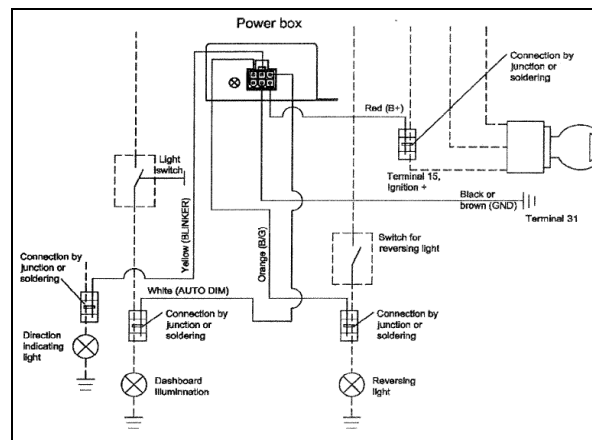 Power box
Connection by
junction or
soldering
Red (B+)
Light
Iswitch
Terminal 15,
Ignition +
Black or
brown (GND)
Terminal 31
Yellow (BLINKER)
Orange (B/G)
Switch for
reversing light
Connection by
junction or
soldering
White (AUTO DIM)
Connection by
junction or
soldering
Connection by
junction or
soldering
Direction
indicating
light
Dashboard
illuminnation
Reversing
light